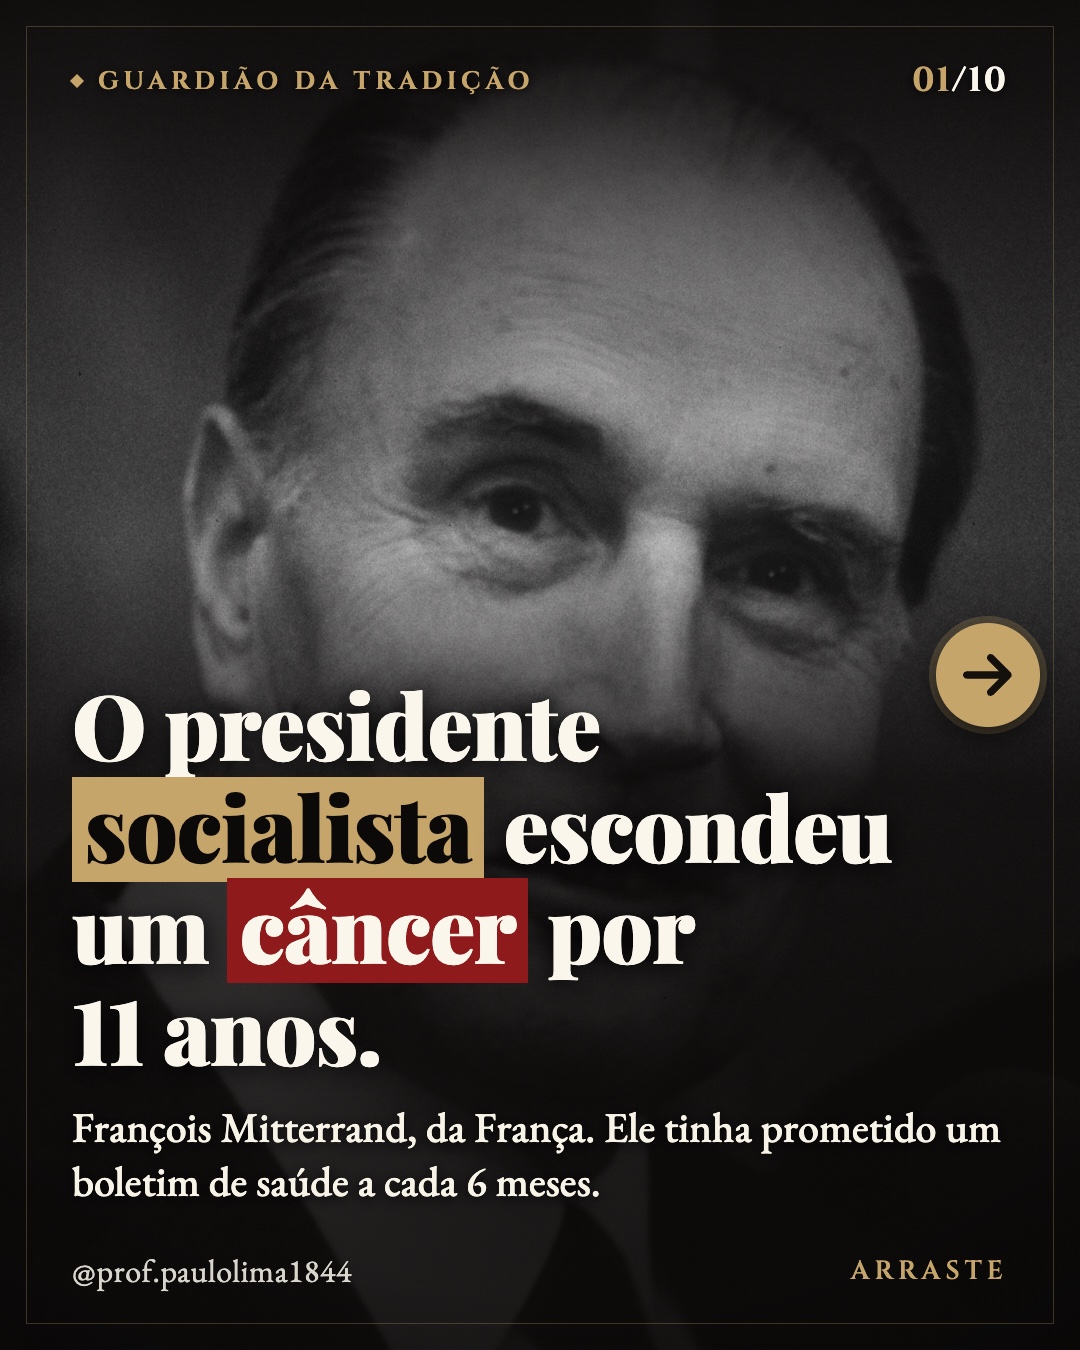 GUARDIÃO DA TRADIÇÃO
01/10
O presidente
socialista escondeu
um câncer por
11 anos.
François Mitterrand, da França. Ele tinha prometido um
boletim de saúde a cada 6 meses.
@prof.paulolima1844
ARRASTE